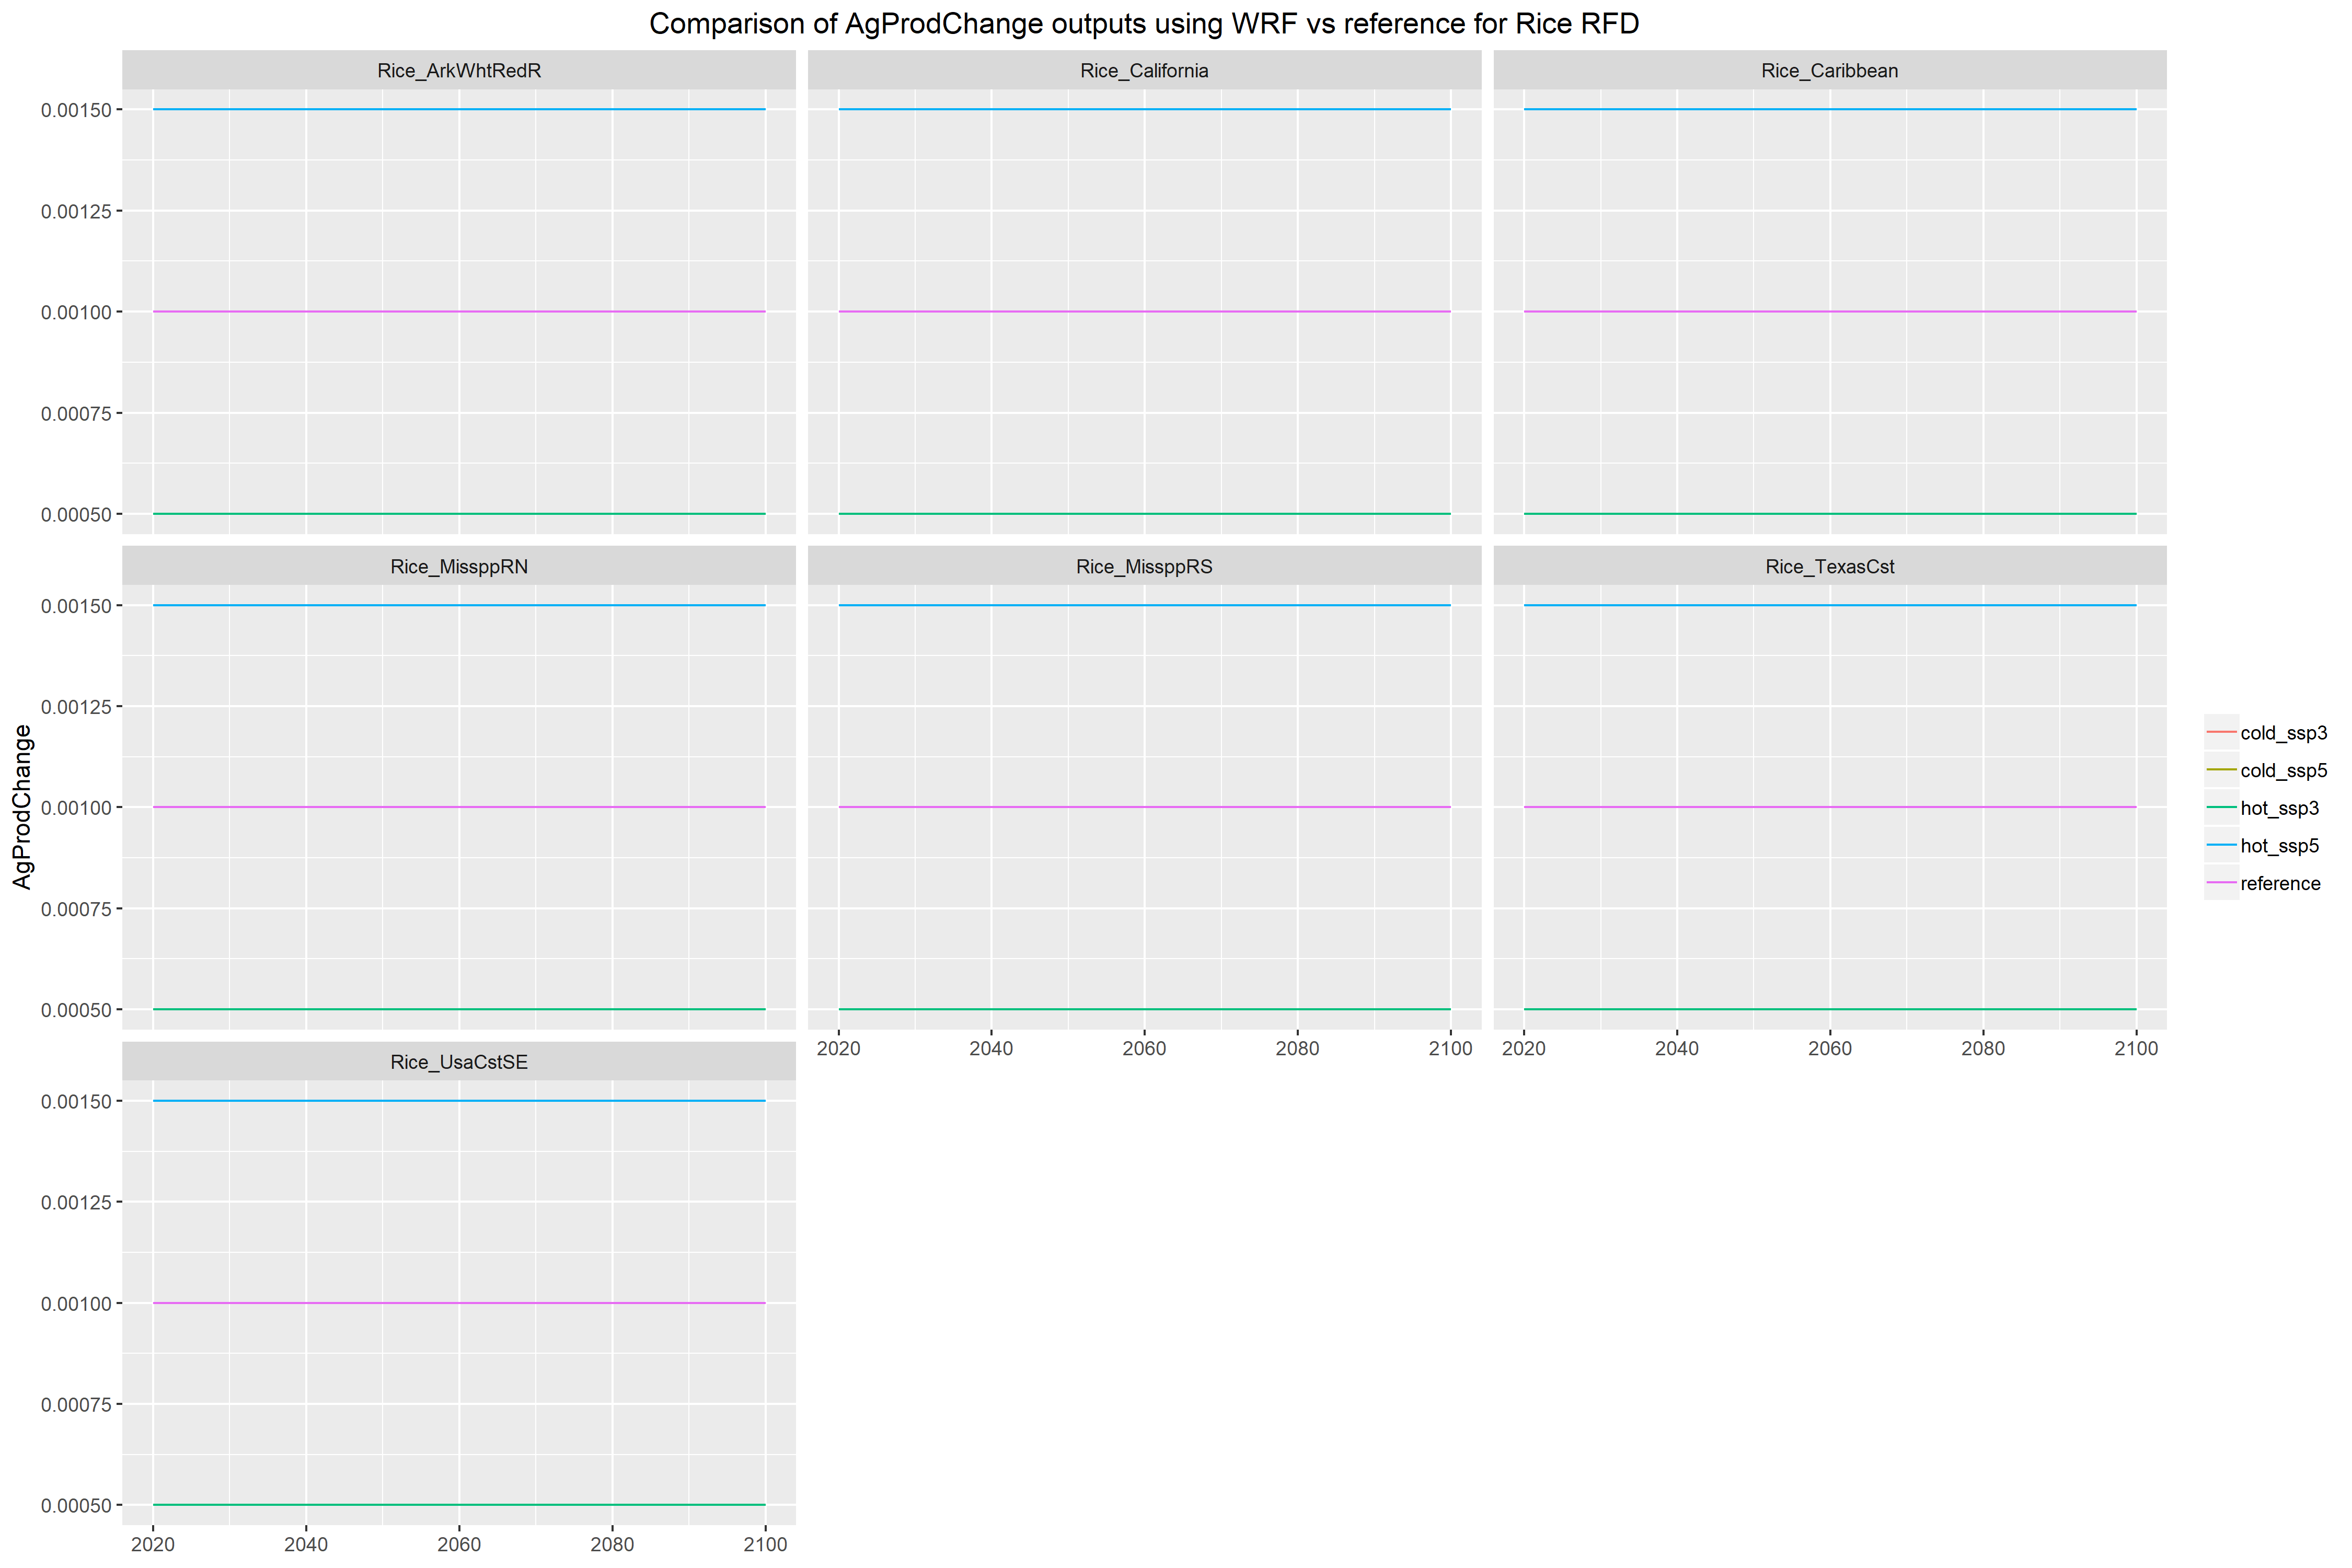 Comparison of AgProdChange outputs using WRF vs reference for Rice RFD
Rice_ArkWhtRedR
Rice_California
Rice_Caribbean
0.00150
0.00125
0.00100
0.00075
0.00050
Rice_MissppRN
Rice_MissppRS
Rice_TexasCst
0.00150
0.00125
0.00100
0.00075
0.00050
2020 2040 2060 2080 2100
2020 2040 2060 2080 2100
Rice_UsaCstSE
0.00150
0.00125
0.00100
0.00075
0.00050
2020 2040 2060 2080 2100
AgProdChange
cold_ssp3
cold_ssp5
hot_ssp3
hot_ssp5
reference